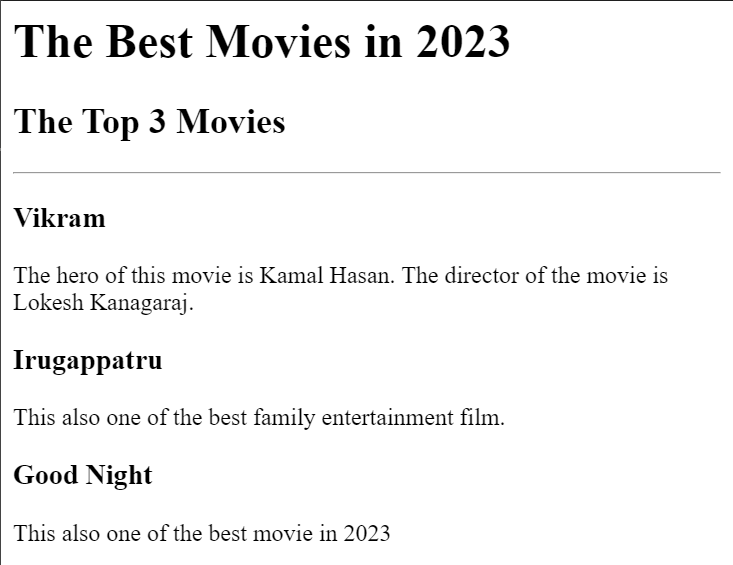 The Best Movies in 2023
The Top 3 Movies
Vikram
The hero of this movie is Kamal Hasan. The director of the movie is
Lokesh Kanagaraj.
Irugappatru
This also one of the best family entertainment film.
Good Night
This also one of the best movie in 2023